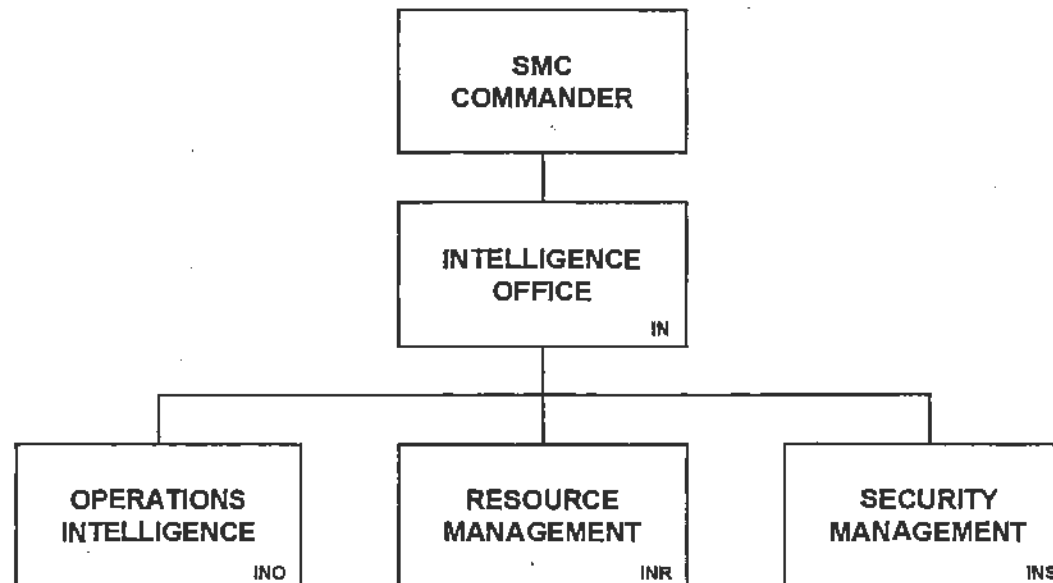 SMC
COMMANDER
INTELLIGENCE
OFFICE
IN
OPERATIONS
INTELLIGENCE
INO
RESOURCE
MANAGEMENT
INR
SECURITY
MANAGEMENT
INS